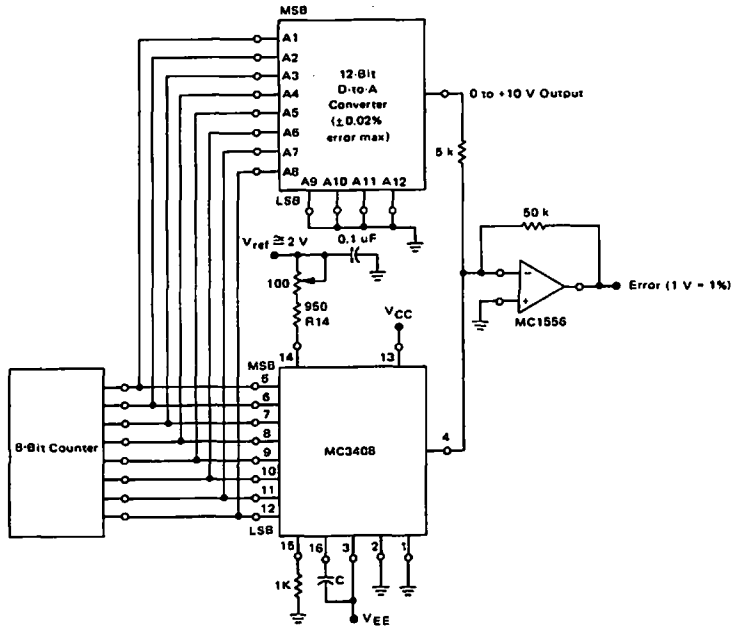 MSB
A1
A2
A3
A4
A5
A6
A7
A8
12-Bit
D-to-A
Converter
(±0.02%
error max)
A9 A10 A11 A12
LSB
0 to +10 V Output
5 k
50 k
MC1556
Error (1 V = 1%)
Vref ≅ 2 V
0.1 uF
100
950
R14
VCC
14
13
MSB
5
6
7
8
9
10
11
12
LSB
8-Bit Counter
MC3408
4
15
16
3
2
1
1K
C
VEE